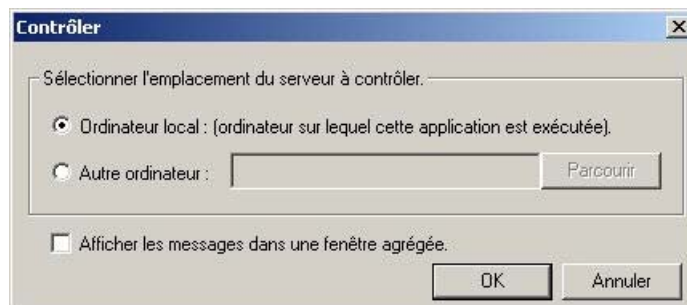 Contrôler
Sélectionner l'emplacement du serveur à contrôler.
Ordinateur local : (ordinateur sur lequel cette application est exécutée).
Autre ordinateur : Parcourir
Afficher les messages dans une fenêtre agrégée.
OK Annuler